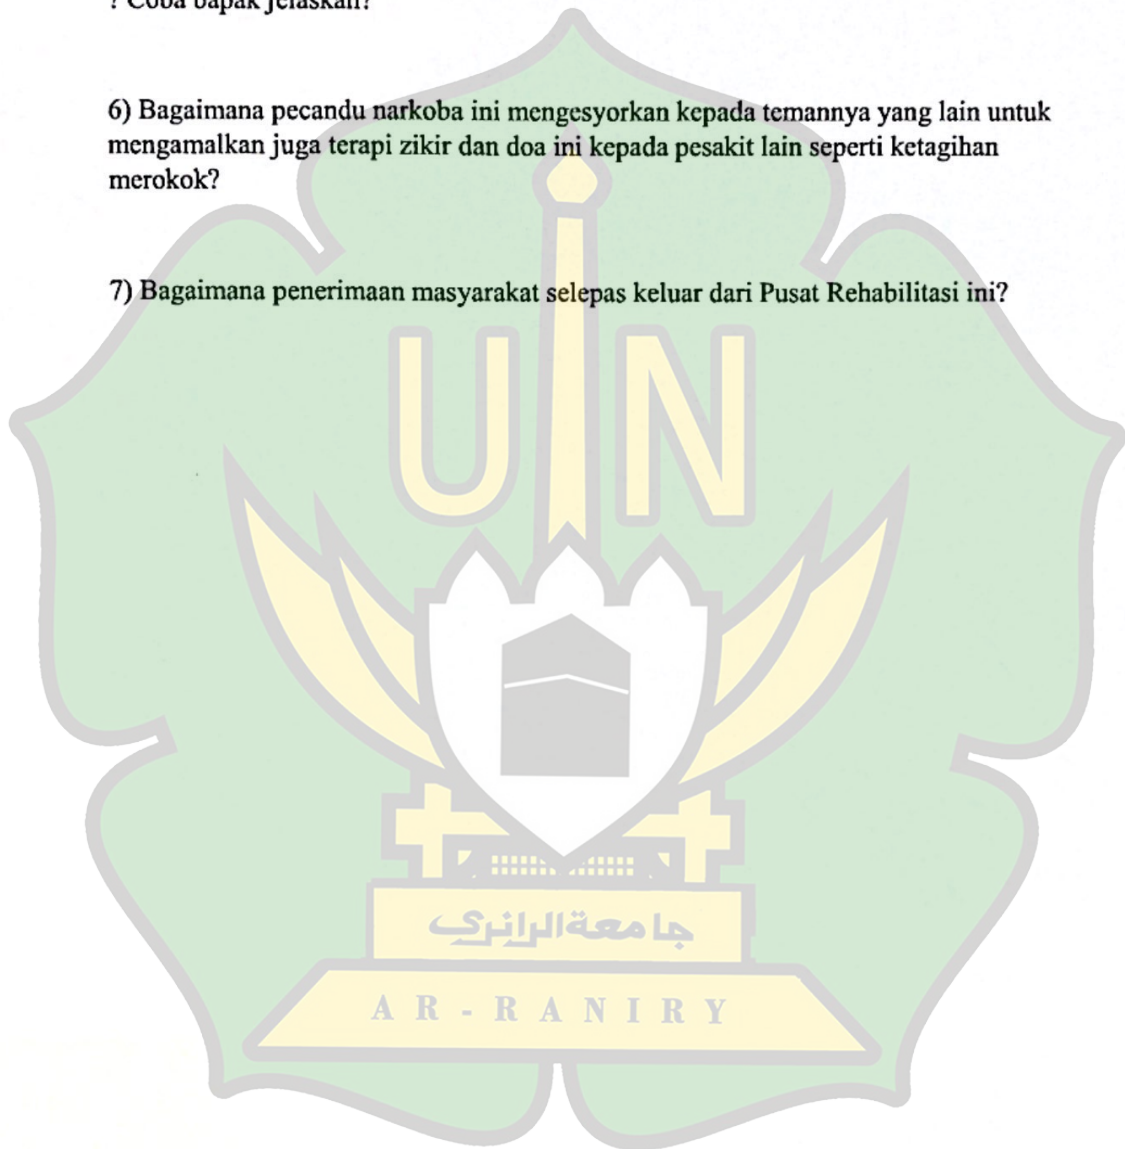 ? Coba bapak jelaskan?
6) Bagaimana pecandu narkoba ini mengesyorkan kepada temannya yang lain untuk
mengamalkan juga terapi zikir dan doa ini kepada pesakit lain seperti ketagihan
merokok?
7) Bagaimana penerimaan masyarakat selepas keluar dari Pusat Rehabilitasi ini?
UIN
جامعة الرانري
AR-RANIRY